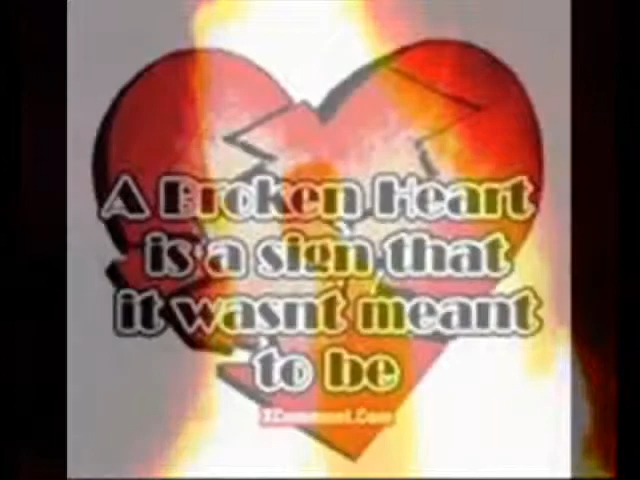 A Broken Heart
is a sign that
it wasnt meant
to be